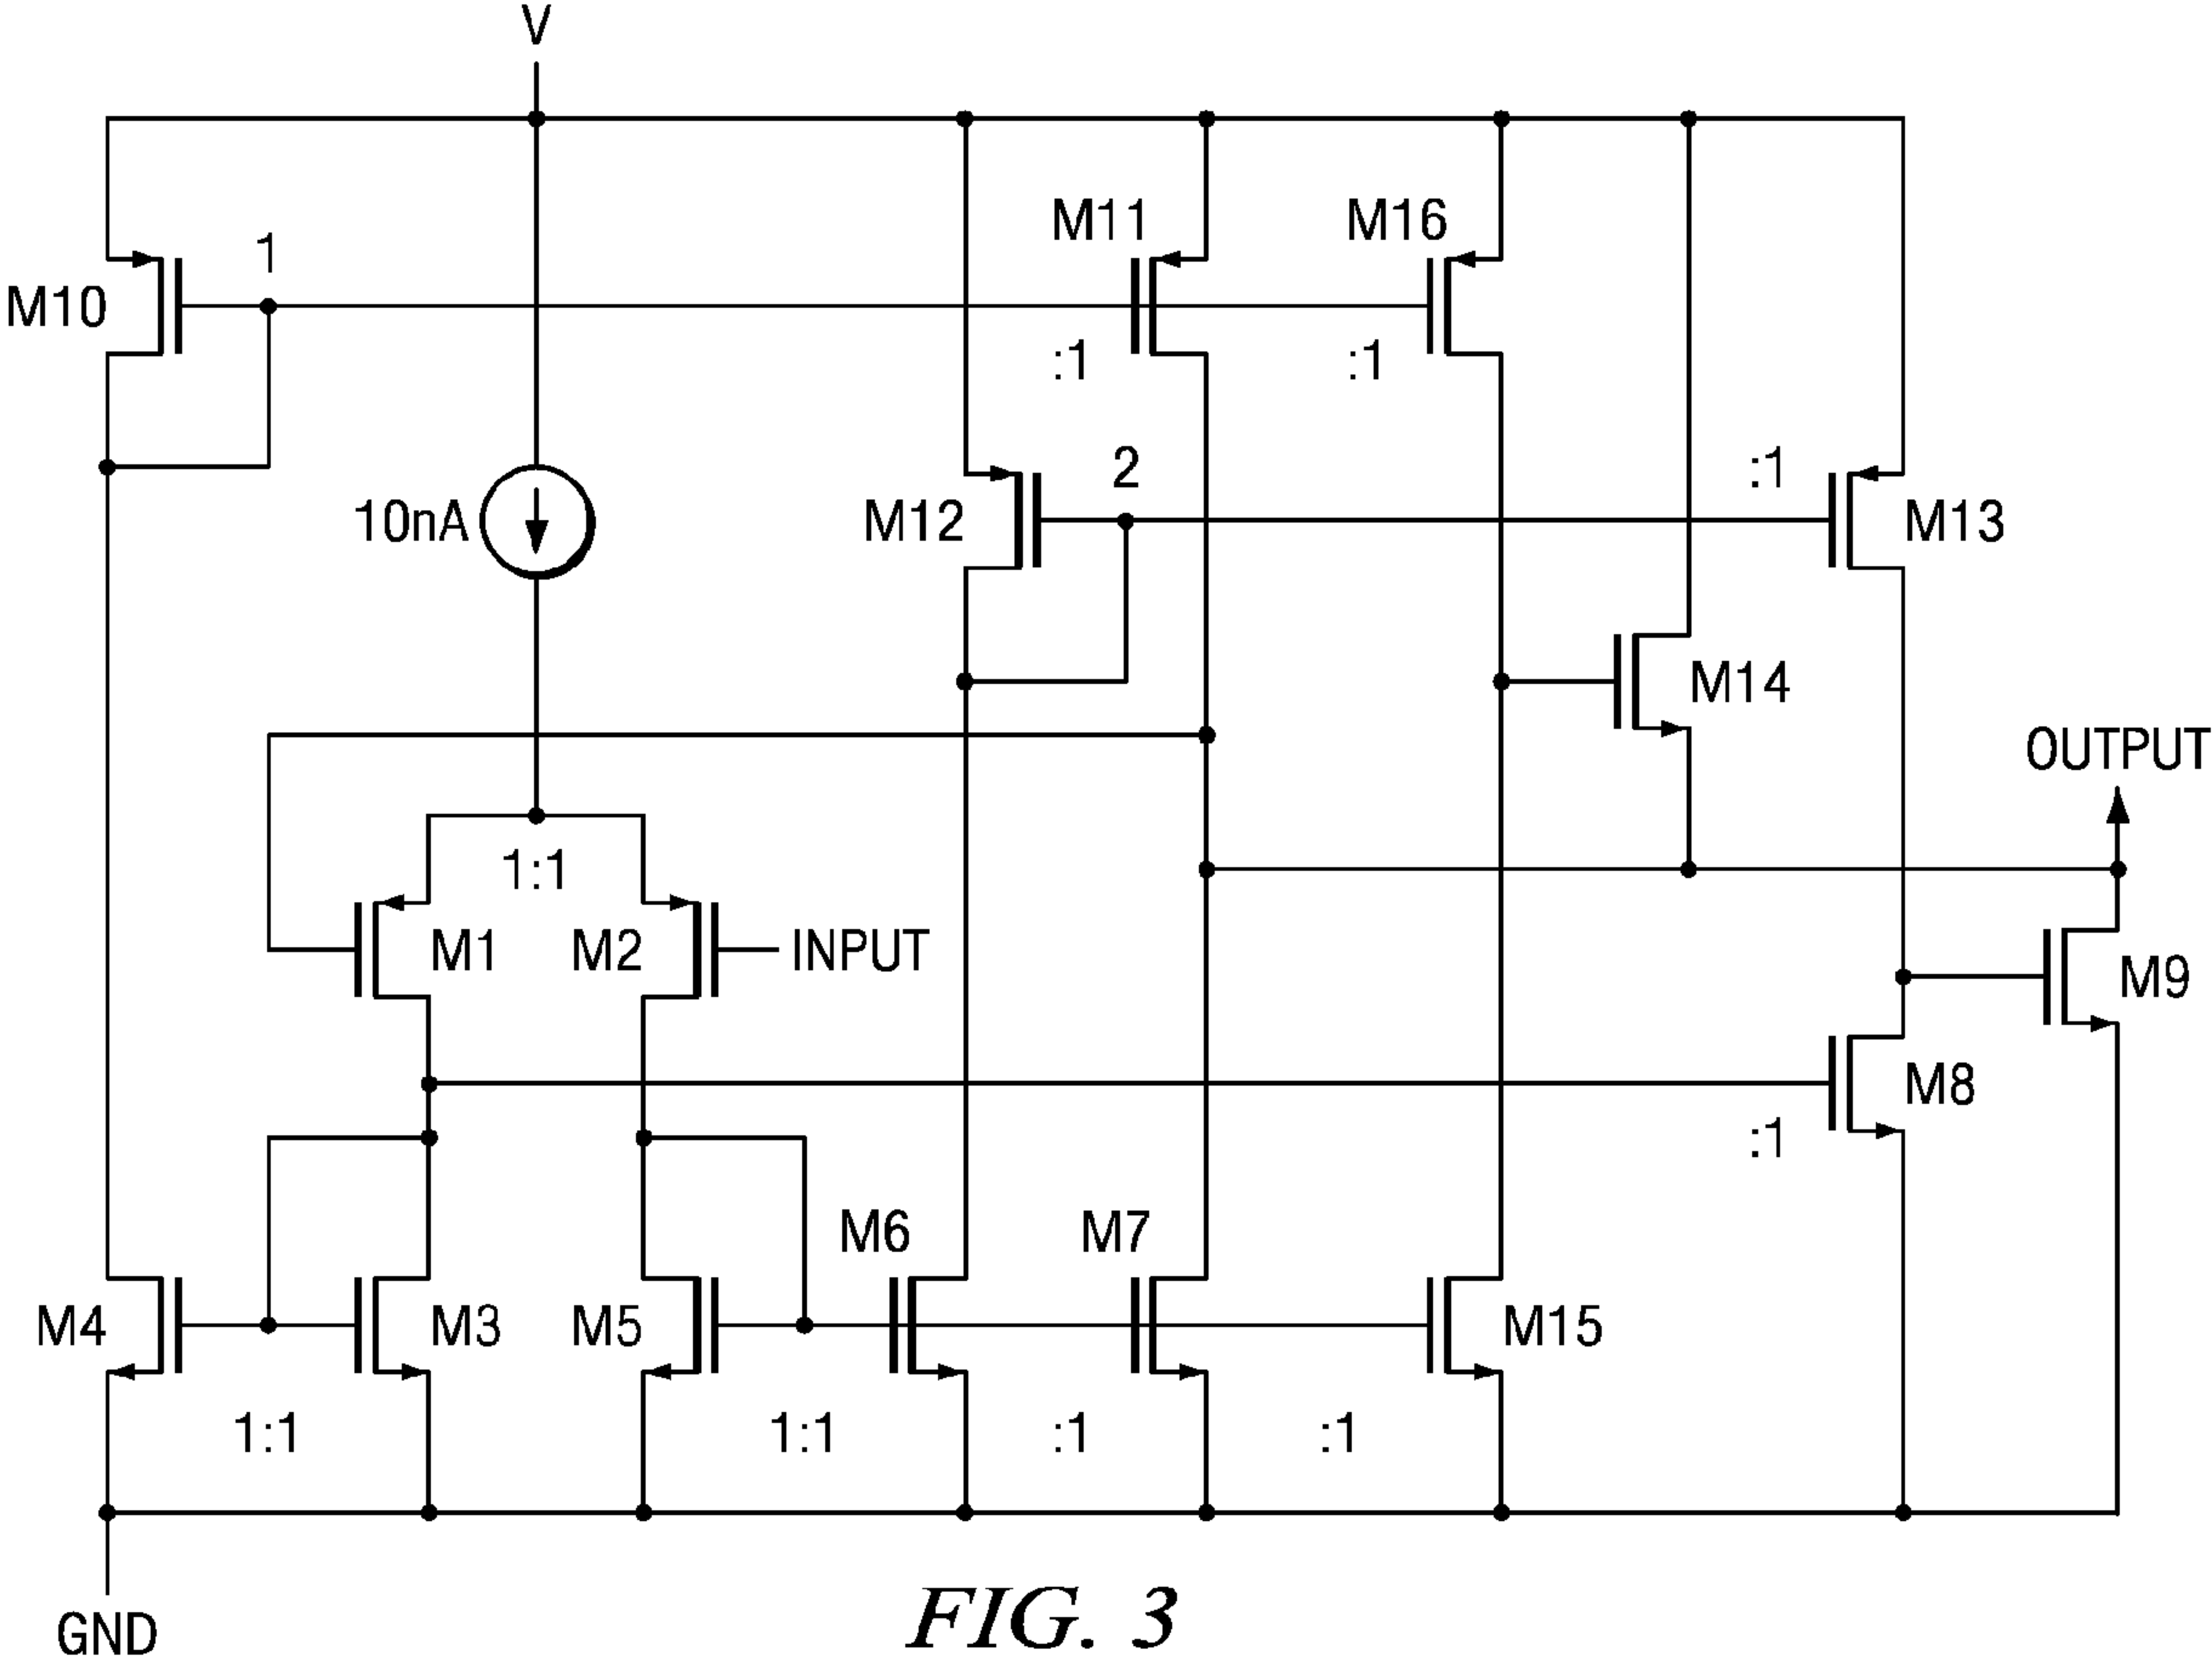 V
M11
M16
1
M10
:1
:1
2
:1
10nA
M12
M13
M14
OUTPUT
1:1
M1
M2
INPUT
M9
M8
:1
M6
M7
M4
M3
M5
M15
1:1
1:1
:1
:1
FIG. 3
GND